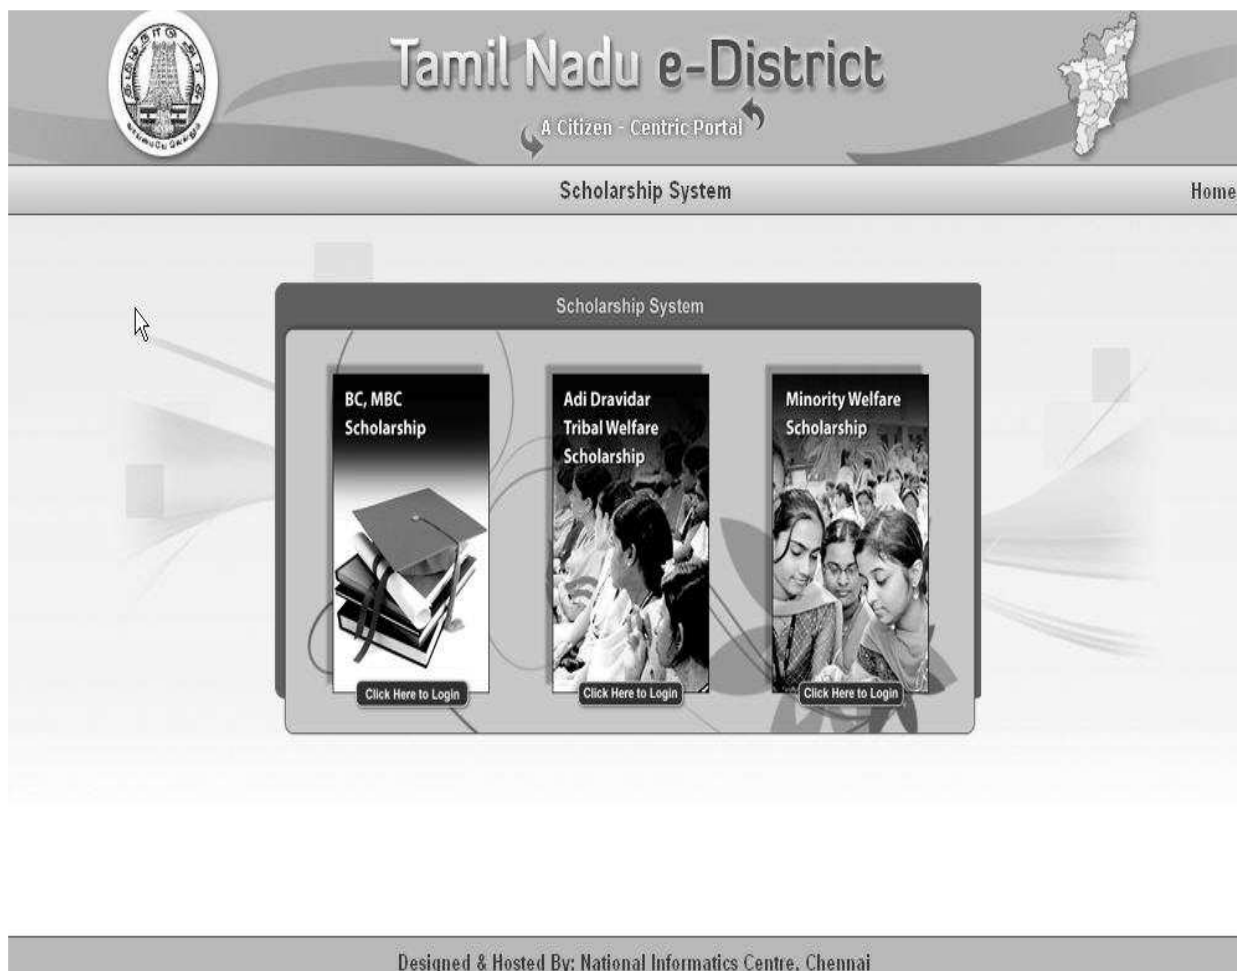 Tamil Nadu e-District
A Citizen - Centric Portal
Scholarship System
Home
Scholarship System
BC, MBC
Scholarship
Click Here to Login
Adi Dravidar
Tribal Welfare
Scholarship
Click Here to Login
Minority Welfare
Scholarship
Click Here to Login
Designed & Hosted By: National Informatics Centre, Chennai